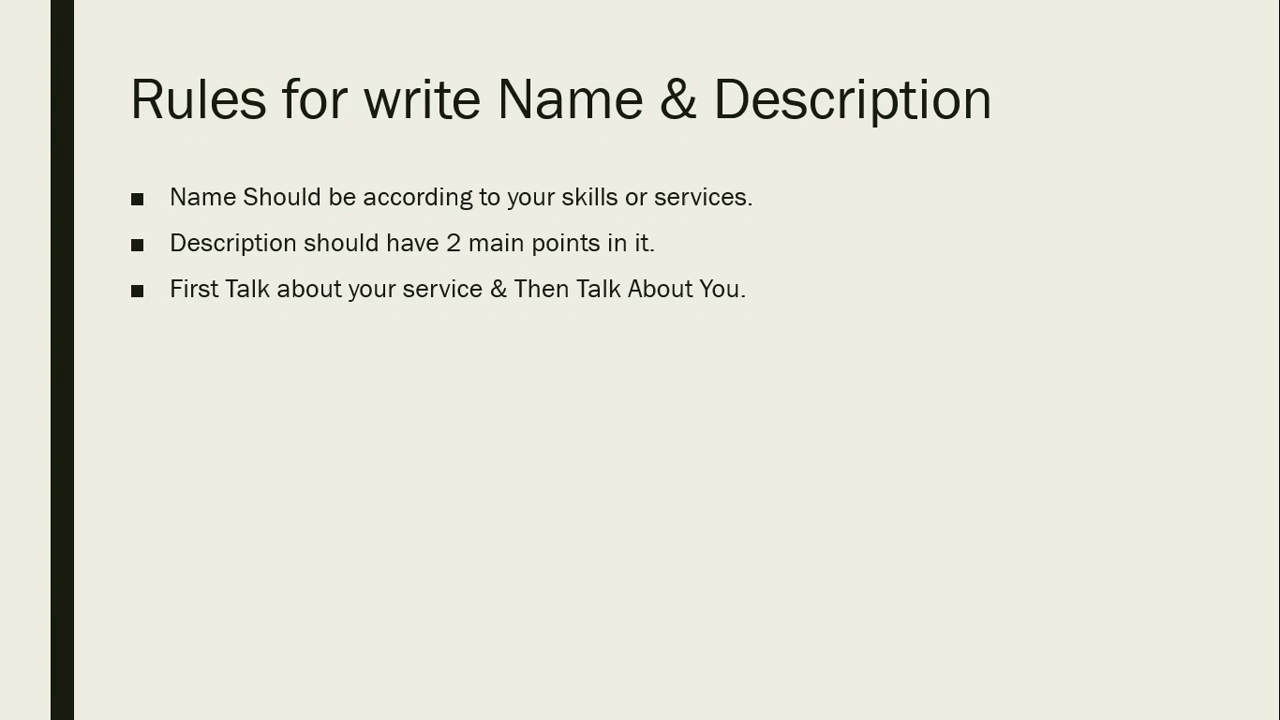 Rules for write Name & Description
Name Should be according to your skills or services.
Description should have 2 main points in it.
First Talk about your service & Then Talk About You.